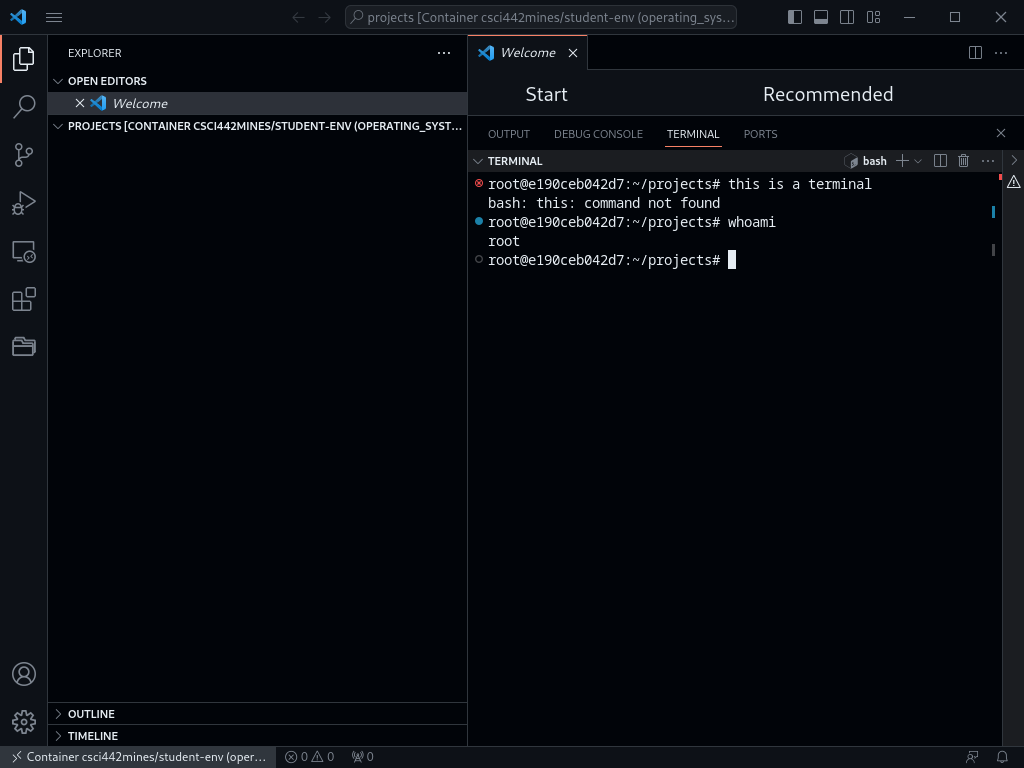 projects [Container csci442mines/student-env (operating_sys...
EXPLORER
OPEN EDITORS
Welcome
PROJECTS [CONTAINER CSCI442MINES/STUDENT-ENV (OPERATING_SYST...
OUTLINE
TIMELINE
Welcome
Start
Recommended
OUTPUT
DEBUG CONSOLE
TERMINAL
PORTS
TERMINAL
bash
root@e190ceb042d7:~/projects# this is a terminal
bash: this: command not found
root@e190ceb042d7:~/projects# whoami
root
root@e190ceb042d7:~/projects#
Container csci442mines/student-env (oper...
0
0
0